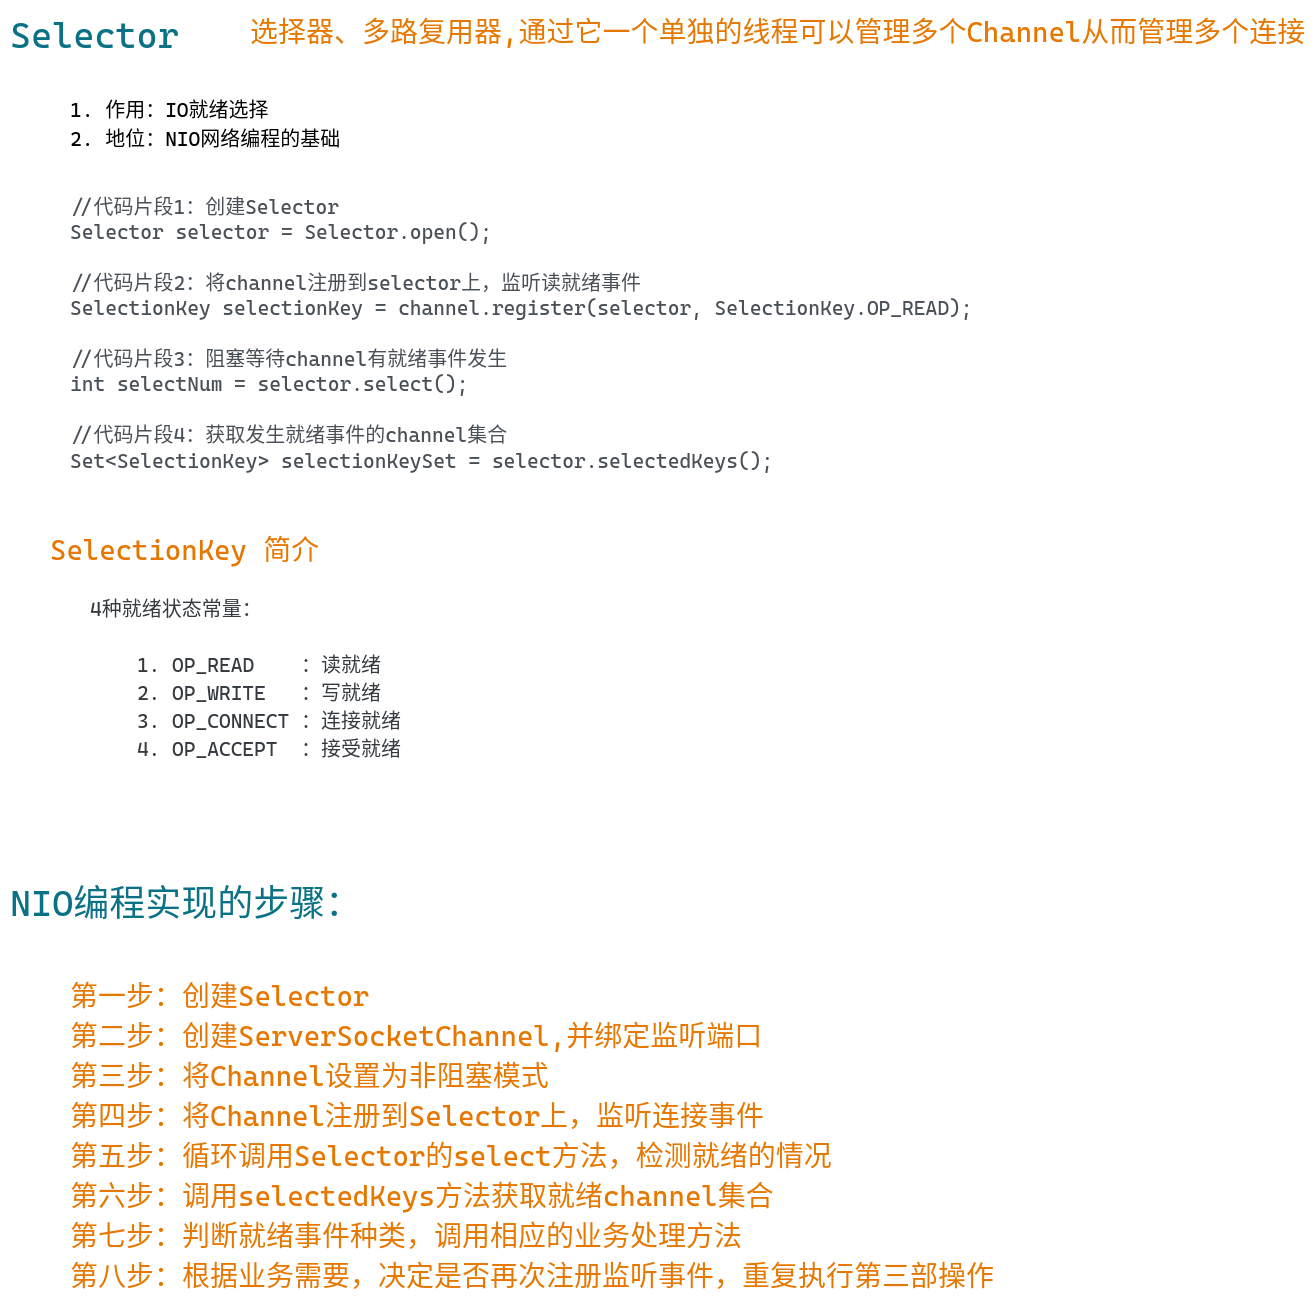 Selector 选择器、多路复用器,通过它一个单独的线程可以管理多个Channel从而管理多个连接
1. 作用：IO就绪选择
2. 地位：NIO网络编程的基础
//代码片段1：创建Selector
Selector selector = Selector.open();
//代码片段2：将channel注册到selector上，监听读就绪事件
SelectionKey selectionKey = channel.register(selector, SelectionKey.OP_READ);
//代码片段3：阻塞等待channel有就绪事件发生
int selectNum = selector.select();
//代码片段4：获取发生就绪事件的channel集合
Set<SelectionKey> selectionKeySet = selector.selectedKeys();
SelectionKey 简介
4种就绪状态常量：
1. OP_READ    ：读就绪
2. OP_WRITE   ：写就绪
3. OP_CONNECT ：连接就绪
4. OP_ACCEPT  ：接受就绪
NIO编程实现的步骤：
第一步：创建Selector
第二步：创建ServerSocketChannel,并绑定监听端口
第三步：将Channel设置为非阻塞模式
第四步：将Channel注册到Selector上，监听连接事件
第五步：循环调用Selector的select方法，检测就绪的情况
第六步：调用selectedKeys方法获取就绪channel集合
第七步：判断就绪事件种类，调用相应的业务处理方法
第八步：根据业务需要，决定是否再次注册监听事件，重复执行第三部操作